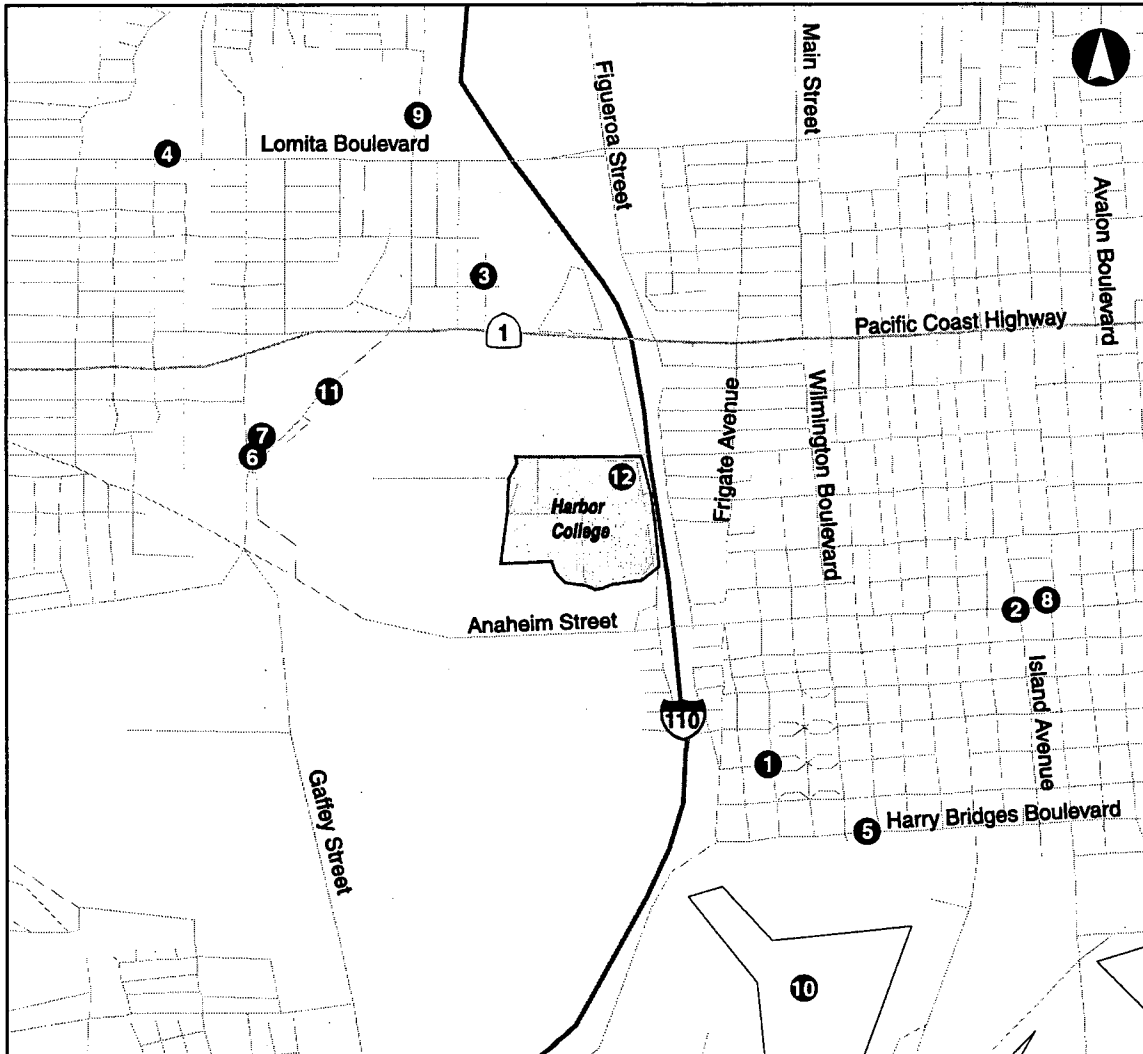 Main Street
Figueroa Street
9
Lomita Boulevard
4
Avalon Boulevard
3
1
Pacific Coast Highway
11
Wilmington Boulevard
Frigate Avenue
7
6
12
Harbor
College
2
8
Anaheim Street
Island Avenue
110
1
Gaffey Street
5
Harry Bridges Boulevard
10